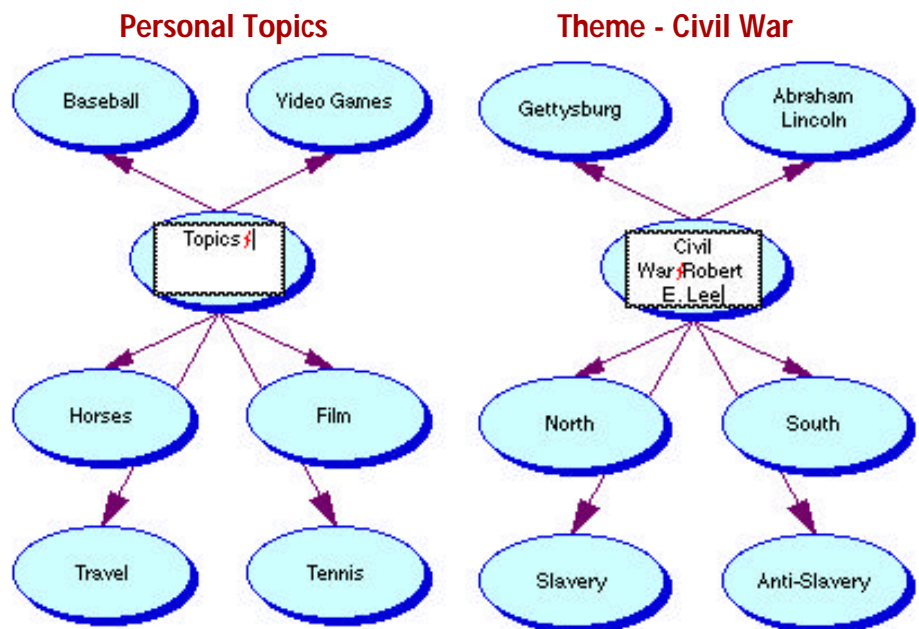 Personal Topics
Baseball
Video Games
Topics
Horses
Film
Travel
Tennis
Theme - Civil War
Gettysburg
Abraham
Lincoln
Civil
War Robert
E. Lee
North
South
Slavery
Anti-Slavery